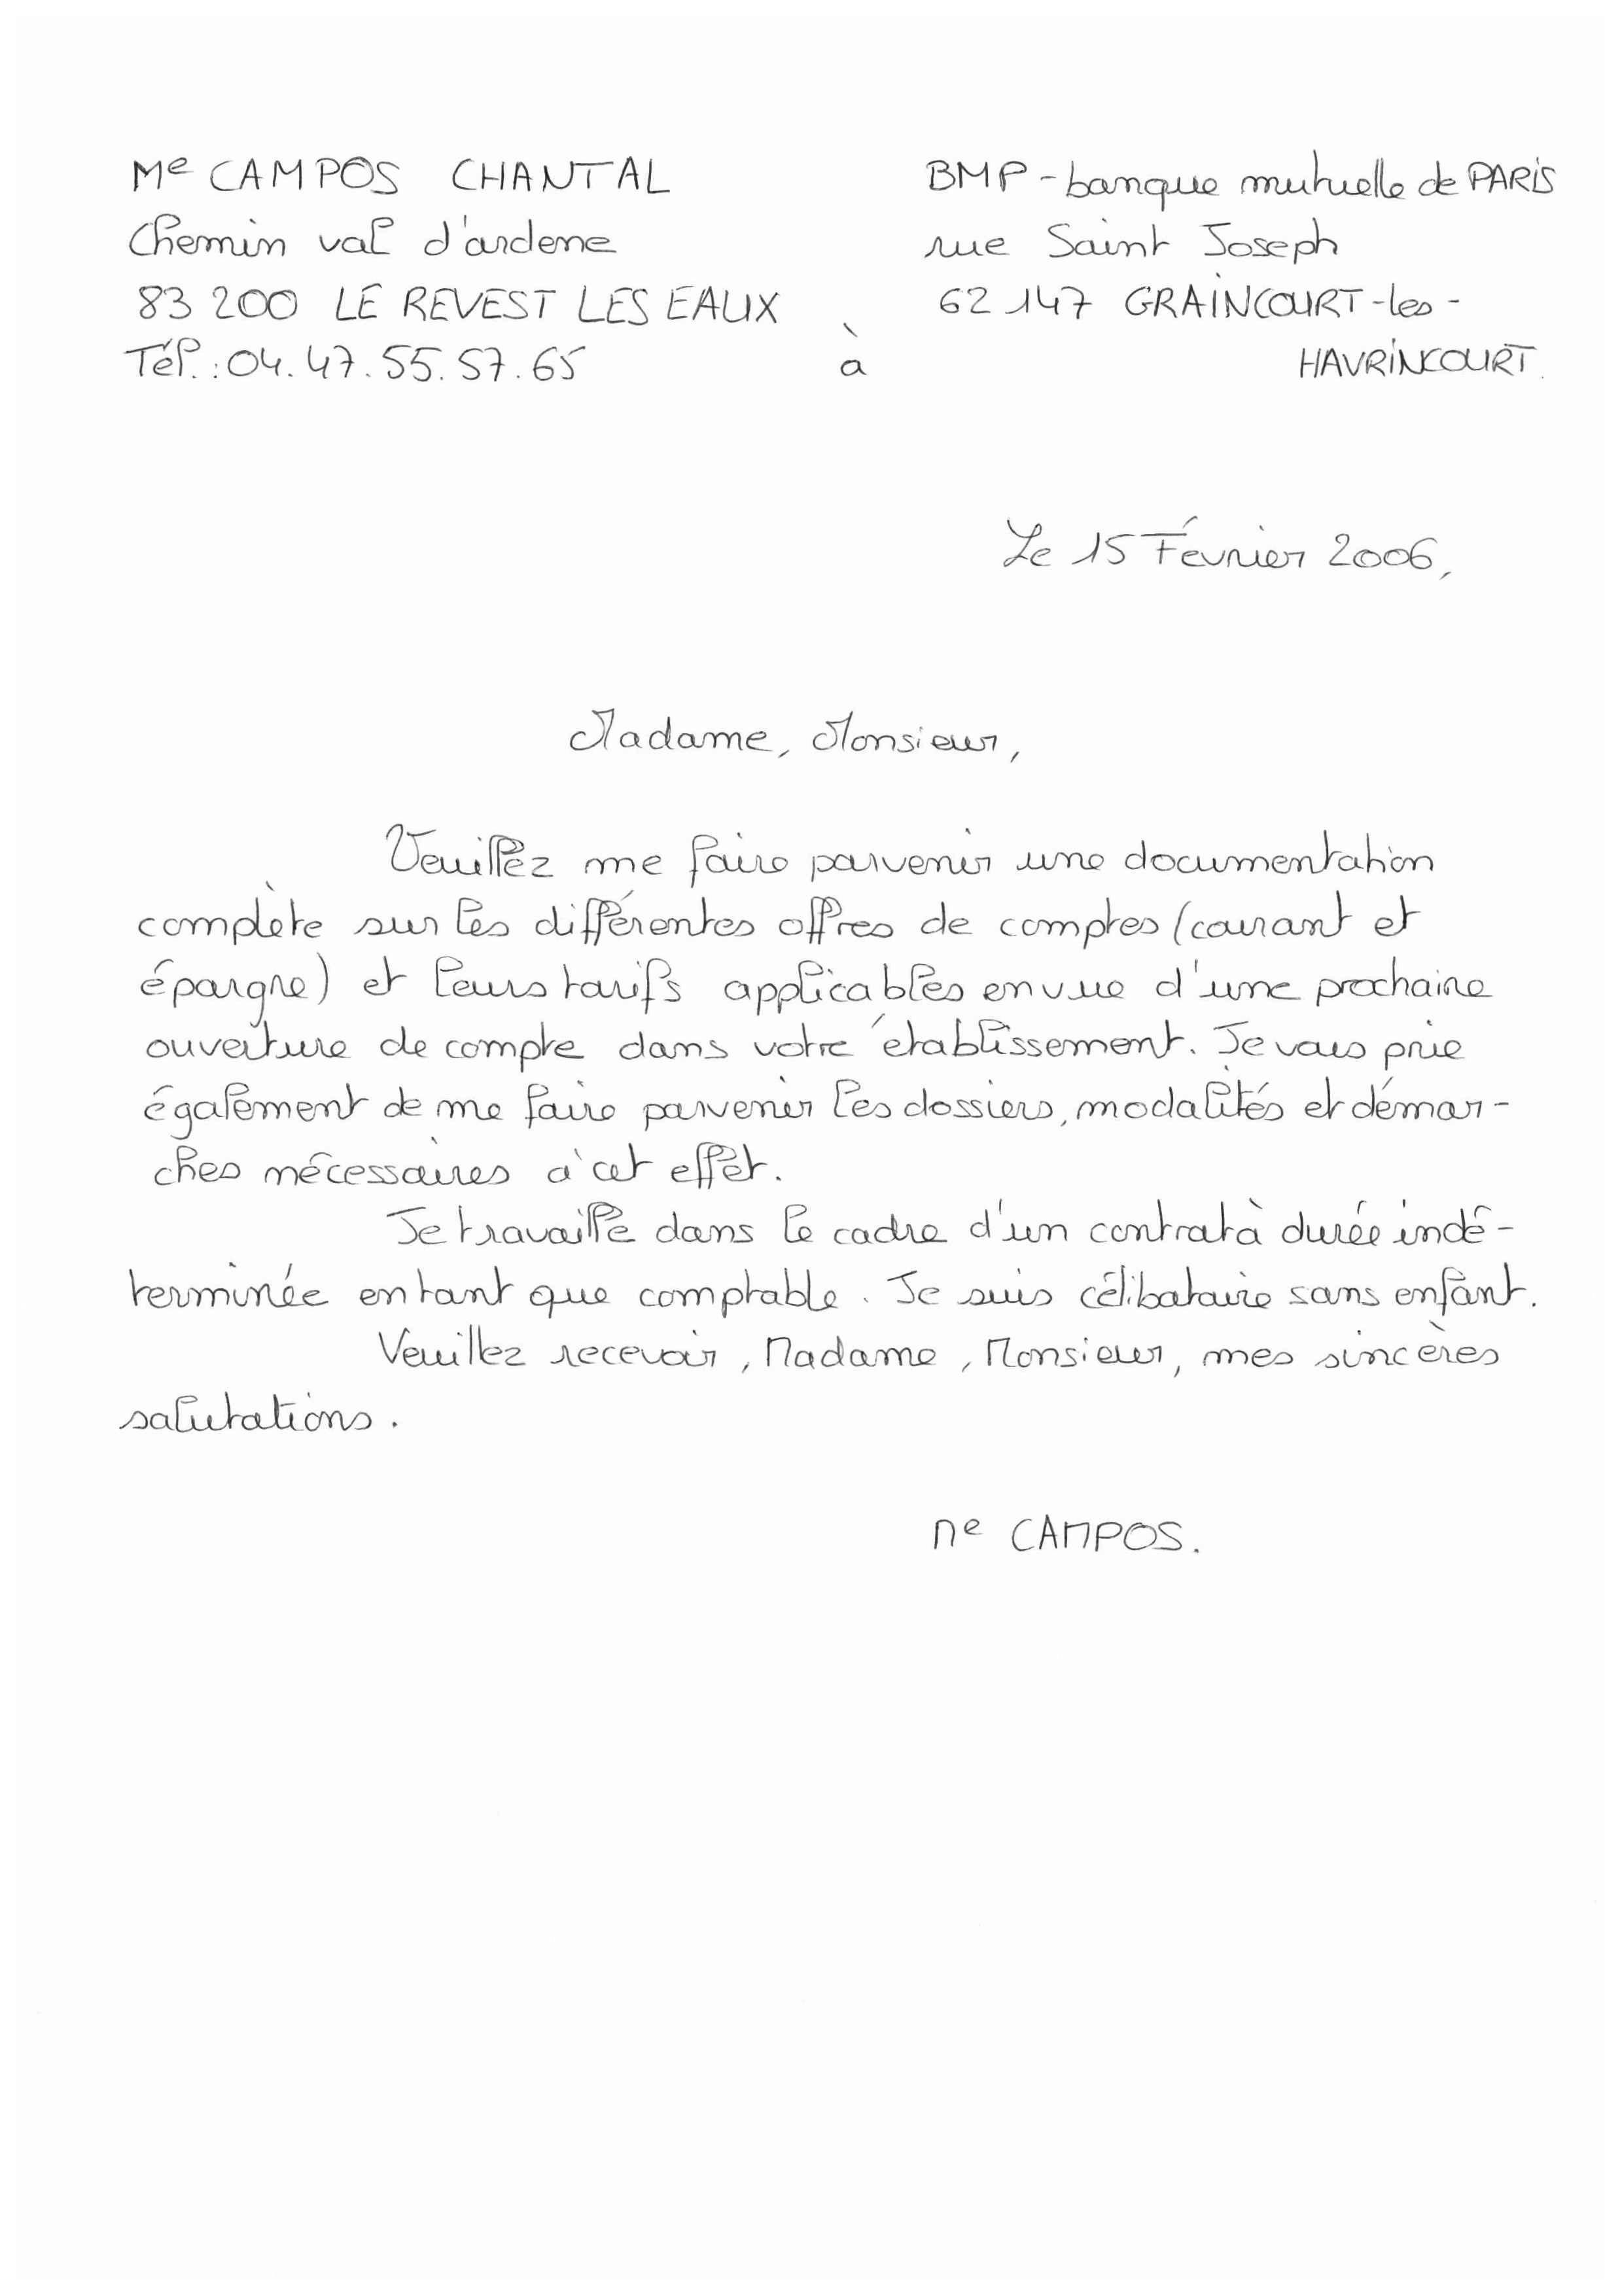 Me CAMPOS CHANTAL
Chemin val d'ardene
83 200 LE REVEST LES EAUX
Tél. : 04. 47. 55. 57. 65
à
BMP - banque mutuelle de PARIS
rue Saint Joseph
62 147 GRAINCOURT - les -
HAVRINCOURT.
Le 15 Février 2006,
Madame, Monsieur,
Veuillez me faire parvenir une documentation
complète sur les différentes offres de comptes (courant et
épargne) et leurs tarifs applicables en vue d'une prochaine
ouverture de compte dans votre établissement. Je vous prie
également de me faire parvenir les dossiers, modalités et démar-
ches nécessaires à cet effet.
Je travaille dans le cadre d'un contrat à durée indé-
terminée en tant que comptable. Je suis célibataire sans enfant.
Veuillez recevoir, Madame, Monsieur, mes sincères
salutations.
Me CAMPOS.